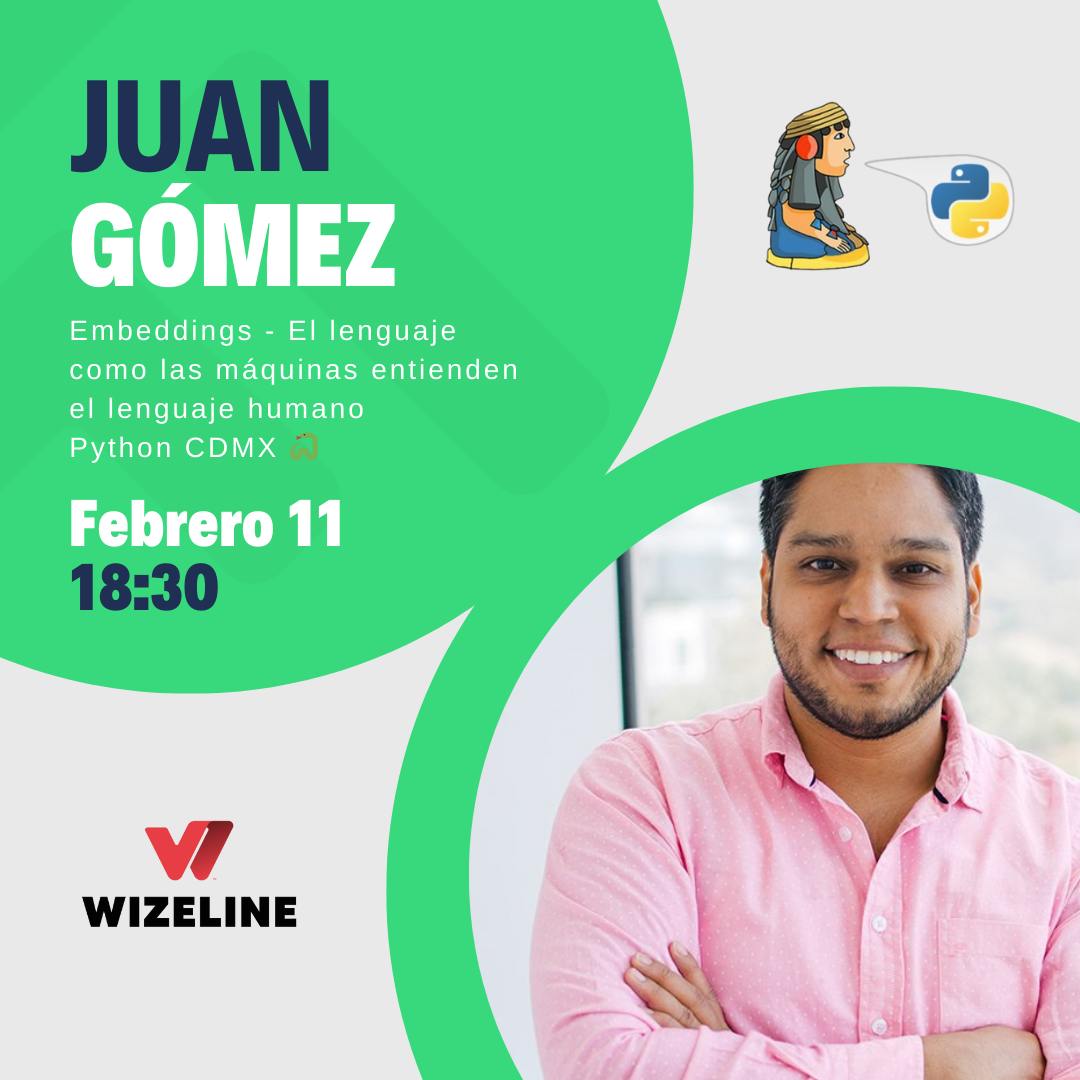 JUAN
GÓMEZ
Embeddings - El lenguaje
como las máquinas entienden
el lenguaje humano
Python CDMX 🐍
Febrero 11
18:30
WIZELINE